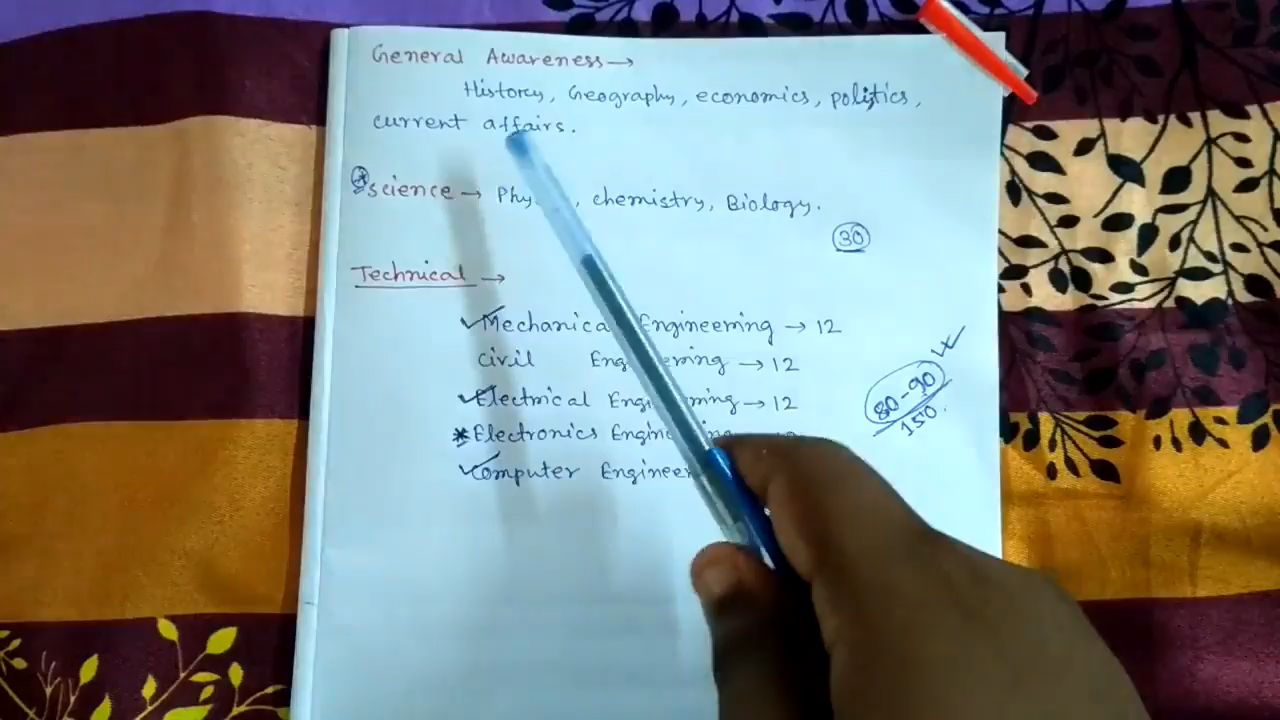 General Awareness →
History, Geography, economics, politics,
current affairs.
science → chemistry, Biology.
30
Technical →
Mechanical Engineering → 12
civil Engineering → 12
Electrical Engineering → 12
Electronics
Computer
80-90
150